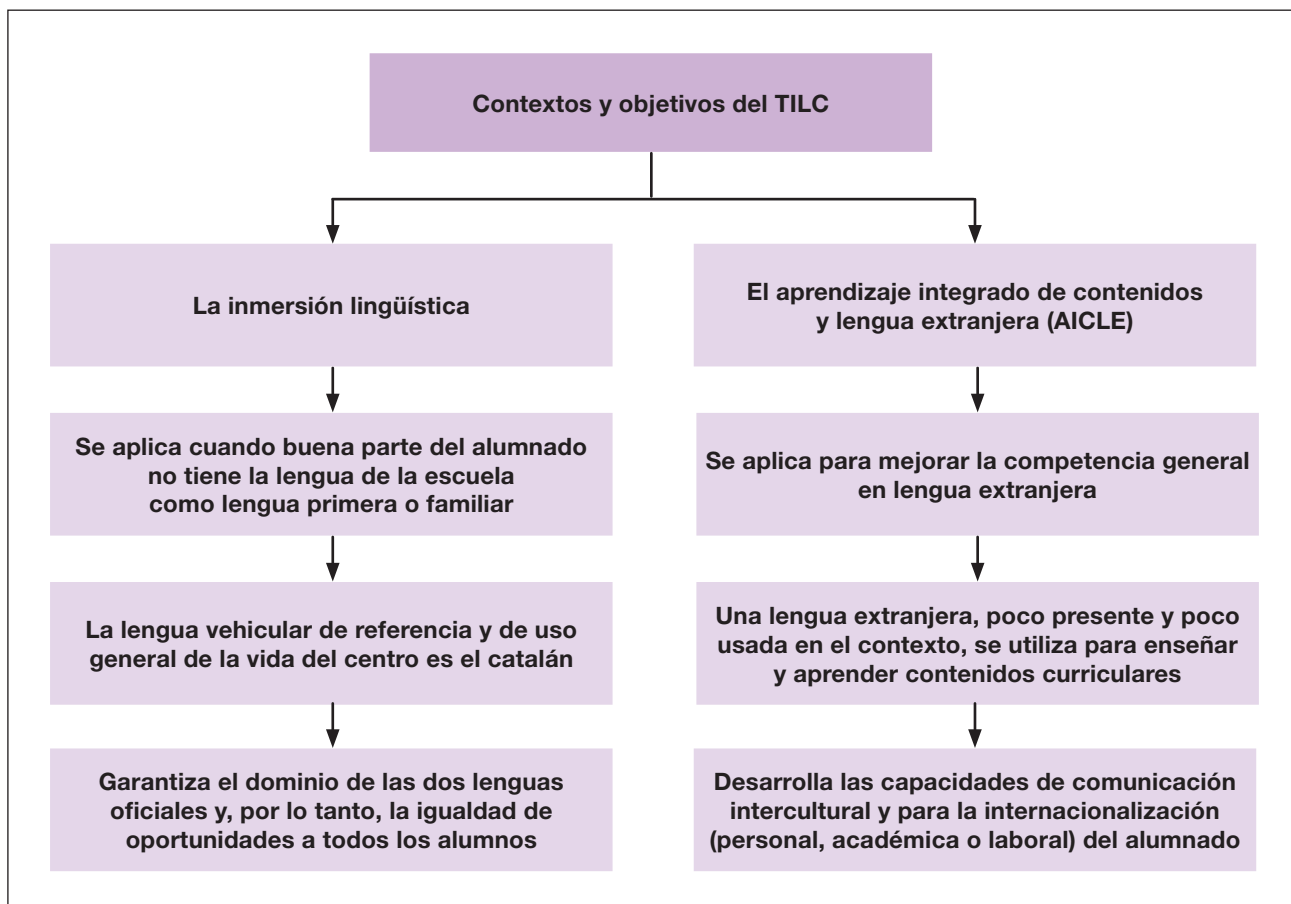 Contextos y objetivos del TILC
La inmersión lingüística
Se aplica cuando buena parte del alumnado
no tiene la lengua de la escuela
como lengua primera o familiar
La lengua vehicular de referencia y de uso
general de la vida del centro es el catalán
Garantiza el dominio de las dos lenguas
oficiales y, por lo tanto, la igualdad de
oportunidades a todos los alumnos
El aprendizaje integrado de contenidos
y lengua extranjera (AICLE)
Se aplica para mejorar la competencia general
en lengua extranjera
Una lengua extranjera, poco presente y poco
usada en el contexto, se utiliza para enseñar
y aprender contenidos curriculares
Desarrolla las capacidades de comunicación
intercultural y para la internacionalización
(personal, académica o laboral) del alumnado